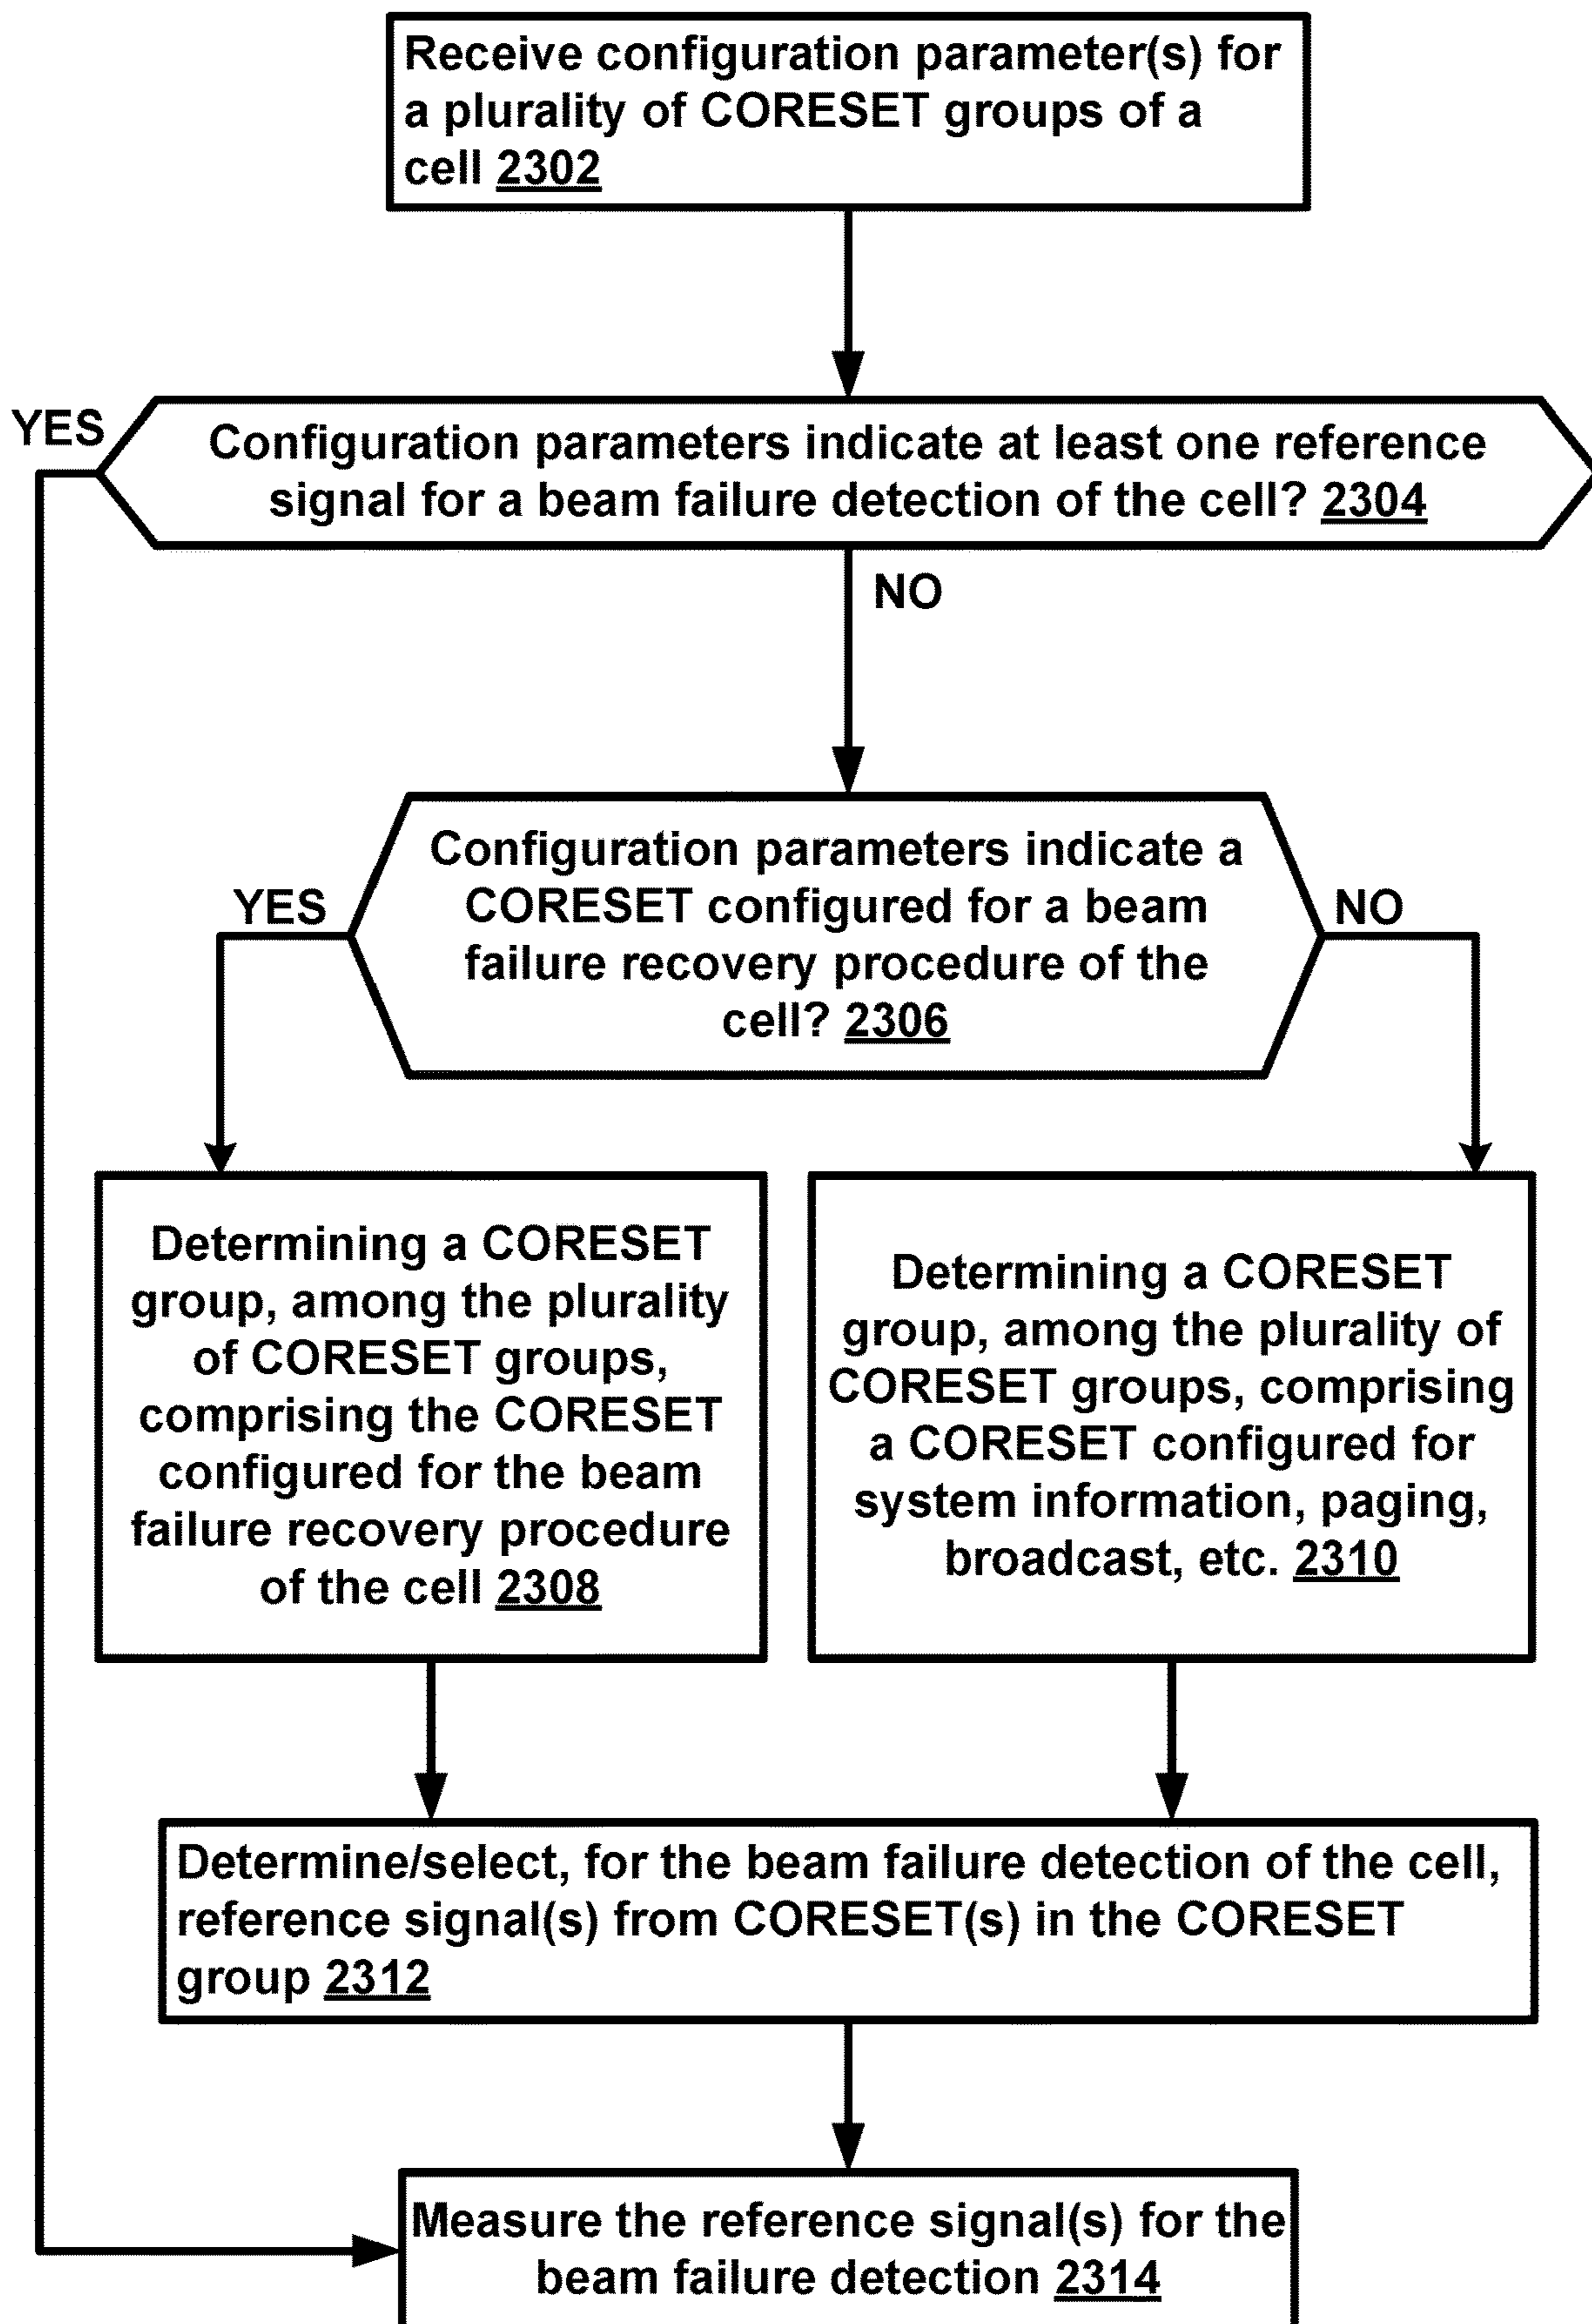 Receive configuration parameter(s) for
a plurality of CORESET groups of a
cell 2302
YES
Configuration parameters indicate at least one reference
signal for a beam failure detection of the cell? 2304
NO
Configuration parameters indicate a
CORESET configured for a beam
failure recovery procedure of the
cell? 2306
YES
NO
Determining a CORESET
group, among the plurality
of CORESET groups,
comprising the CORESET
configured for the beam
failure recovery procedure
of the cell 2308
Determining a CORESET
group, among the plurality of
CORESET groups, comprising
a CORESET configured for
system information, paging,
broadcast, etc. 2310
Determine/select, for the beam failure detection of the cell,
reference signal(s) from CORESET(s) in the CORESET
group 2312
Measure the reference signal(s) for the
beam failure detection 2314